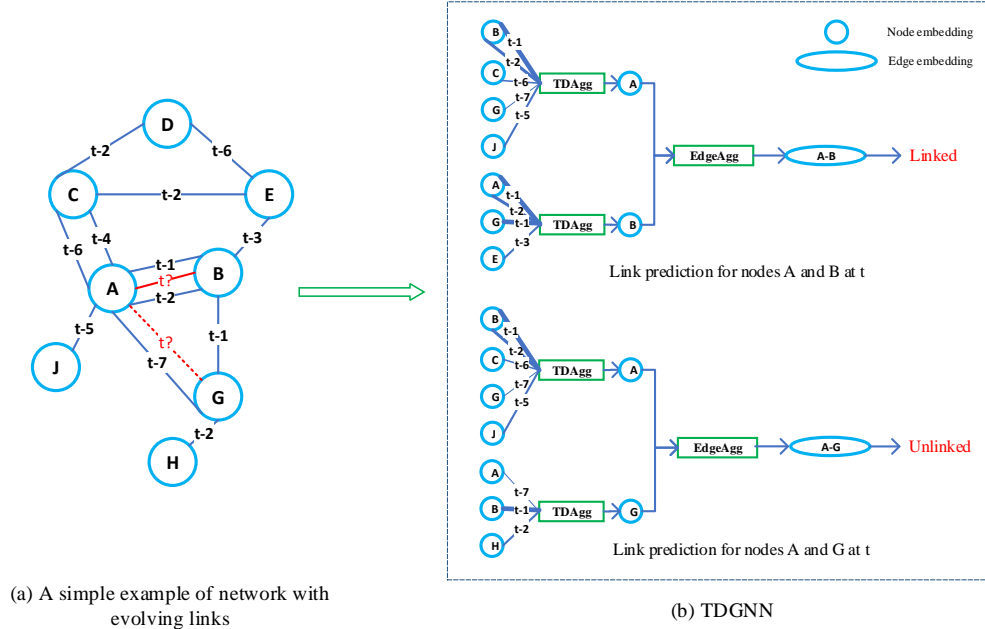 D
t-2
t-6
C
E
t-2
t-4
t-6
t-3
t-1
A
B
t?
t-2
t-5
t-1
t?
J
t-7
G
t-2
H
(a) A simple example of network with
evolving links
B
t-1
t-2
C
t-6
TDAgg
A
t-7
G
t-5
J
EdgeAgg
A-B
Linked
A
t-1
t-2
G
t-1
TDAgg
B
t-3
E
Link prediction for nodes A and B at t
Node embedding
Edge embedding
B
t-1
t-2
C
t-6
TDAgg
A
t-7
G
t-5
J
EdgeAgg
A-G
Unlinked
A
t-7
B
t-1
TDAgg
G
t-2
H
Link prediction for nodes A and G at t
(b) TDGNN